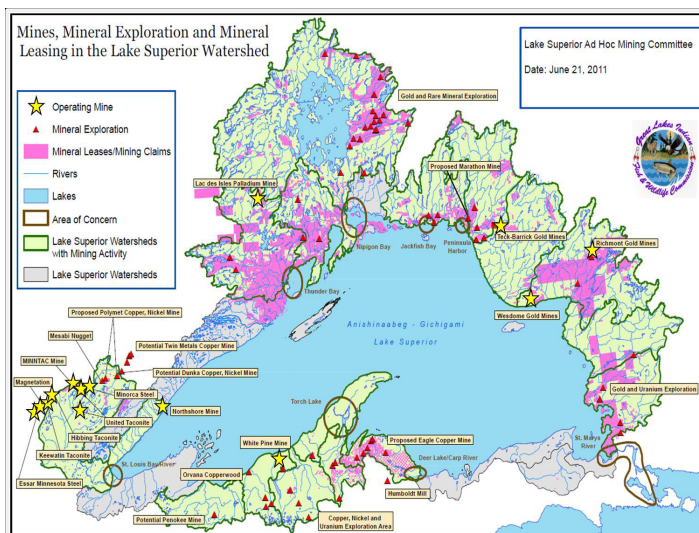 Mines, Mineral Exploration and Mineral
Leasing in the Lake Superior Watershed
Lake Superior Ad Hoc Mining Committee
Date: June 21, 2011
Operating Mine
Mineral Exploration
Mineral Leases/Mining Claims
Rivers
Lakes
Area of Concern
Lake Superior Watersheds
with Mining Activity
Lake Superior Watersheds
Great Lakes Indian
Fish & Wildlife Commission
Gold and Rare Mineral Exploration
Proposed Marathon Mine
Lac des Isles Palladium Mine
Teck-Barrick Gold Mines
Richmont Gold Mines
Nipigon Bay
Jackfish Bay
Peninsula
Harbor
Thunder Bay
Wesdome Gold Mines
Anishinaabeg - Gichigami
Lake Superior
Proposed Polymet Copper, Nickel Mine
Mesabi Nugget
Potential Twin Metals Copper Mine
MINNTAC Mine
Potential Dunka Copper, Nickel Mine
Magnetation
Minorca Steel
United Taconite
Northshore Mine
Hibbing Taconite
Keewatin Taconite
Essar Minnesota Steel
St. Louis Bay/River
Torch Lake
Gold and Uranium Exploration
White Pine Mine
Proposed Eagle Copper Mine
St. Marys
River
Orvana Copperwood
Deer Lake/Carp River
Humboldt Mill
Potential Penokee Mine
Copper, Nickel and
Uranium Exploration Area